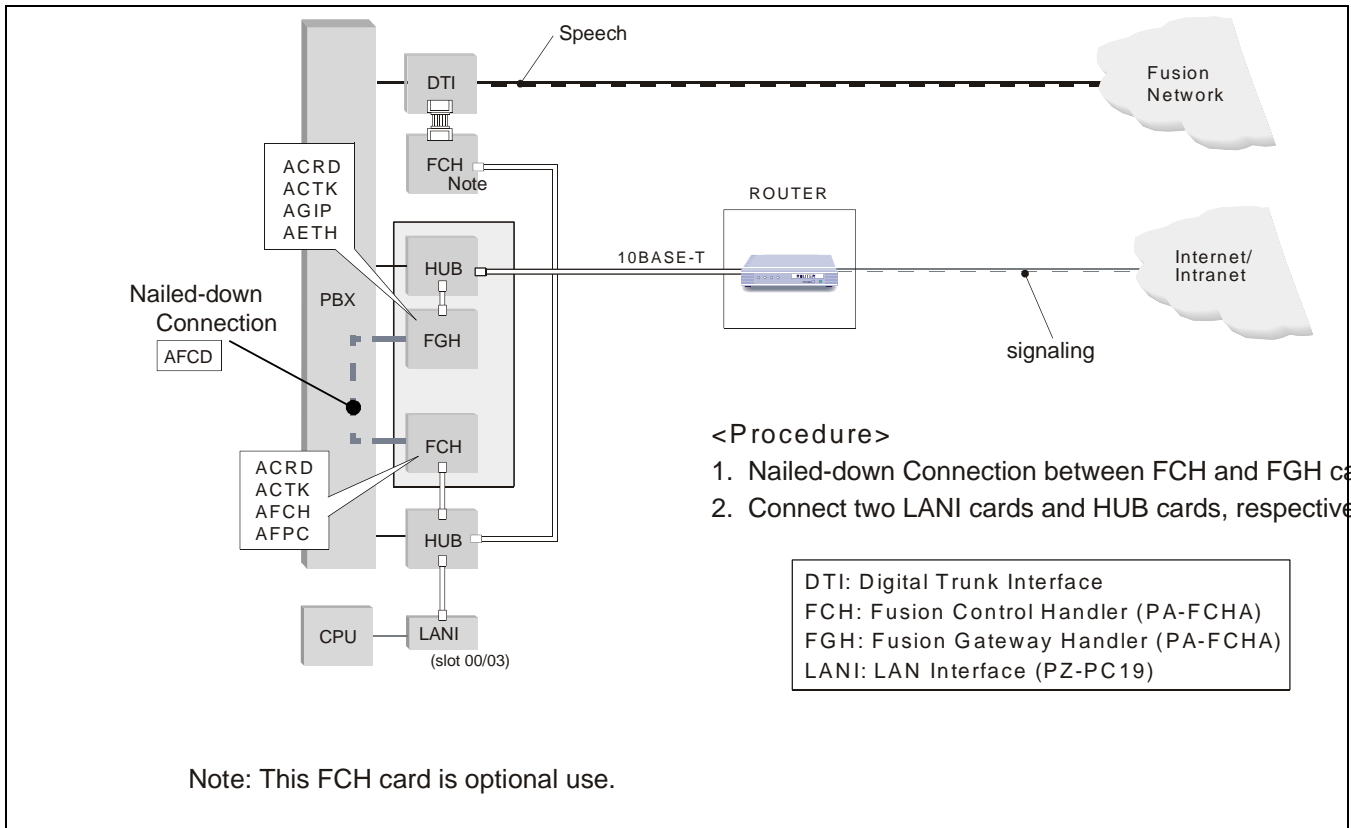 Speech
DTI
Fusion
Network
FCH
Note
ACRD
ACTK
AGIP
AETH
ROUTER
HUB
10BASE-T
Internet/
Intranet
Nailed-down
Connection
PBX
FGH
AFCD
signaling
FCH
<Procedure>
1. Nailed-down Connection between FCH and FGH ca
2. Connect two LANI cards and HUB cards, respective
ACRD
ACTK
AFCH
AFPC
HUB
DTI: Digital Trunk Interface
FCH: Fusion Control Handler (PA-FCHA)
FGH: Fusion Gateway Handler (PA-FCHA)
LANI: LAN Interface (PZ-PC19)
CPU
LANI
(slot 00/03)
Note: This FCH card is optional use.